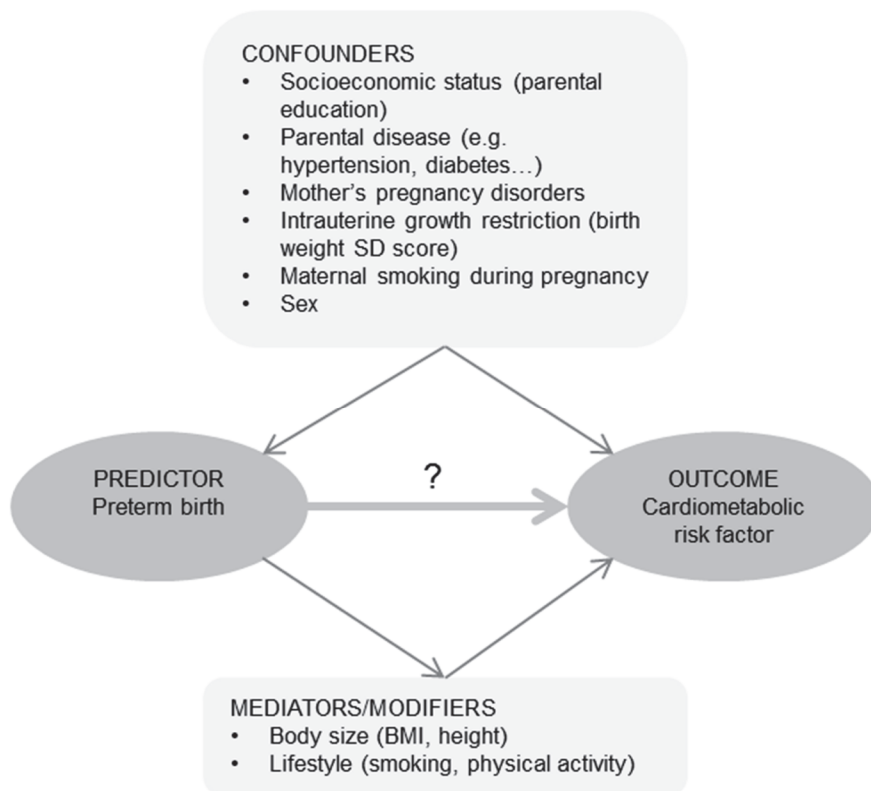 CONFOUNDERS
• Socioeconomic status (parental
education)
• Parental disease (e.g.
hypertension, diabetes…)
• Mother’s pregnancy disorders
• Intrauterine growth restriction (birth
weight SD score)
• Maternal smoking during pregnancy
• Sex
PREDICTOR
Preterm birth
?
OUTCOME
Cardiometabolic
risk factor
MEDIATORS/MODIFIERS
• Body size (BMI, height)
• Lifestyle (smoking, physical activity)